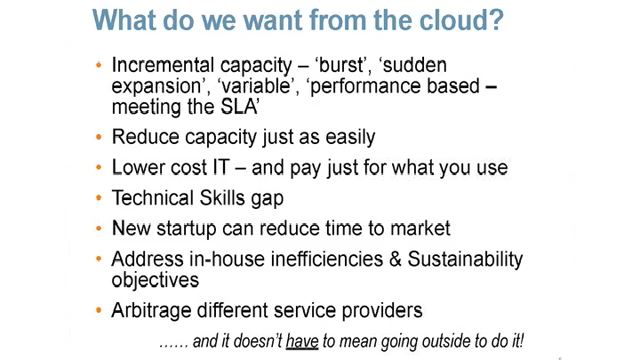 What do we want from the cloud?
• Incremental capacity – ‘burst’, ‘sudden
expansion’, ‘variable’, ‘performance based –
meeting the SLA’
• Reduce capacity just as easily
• Lower cost IT – and pay just for what you use
• Technical Skills gap
• New startup can reduce time to market
• Address in-house inefficiencies & Sustainability
objectives
• Arbitrage different service providers
…… and it doesn’t have to mean going outside to do it!